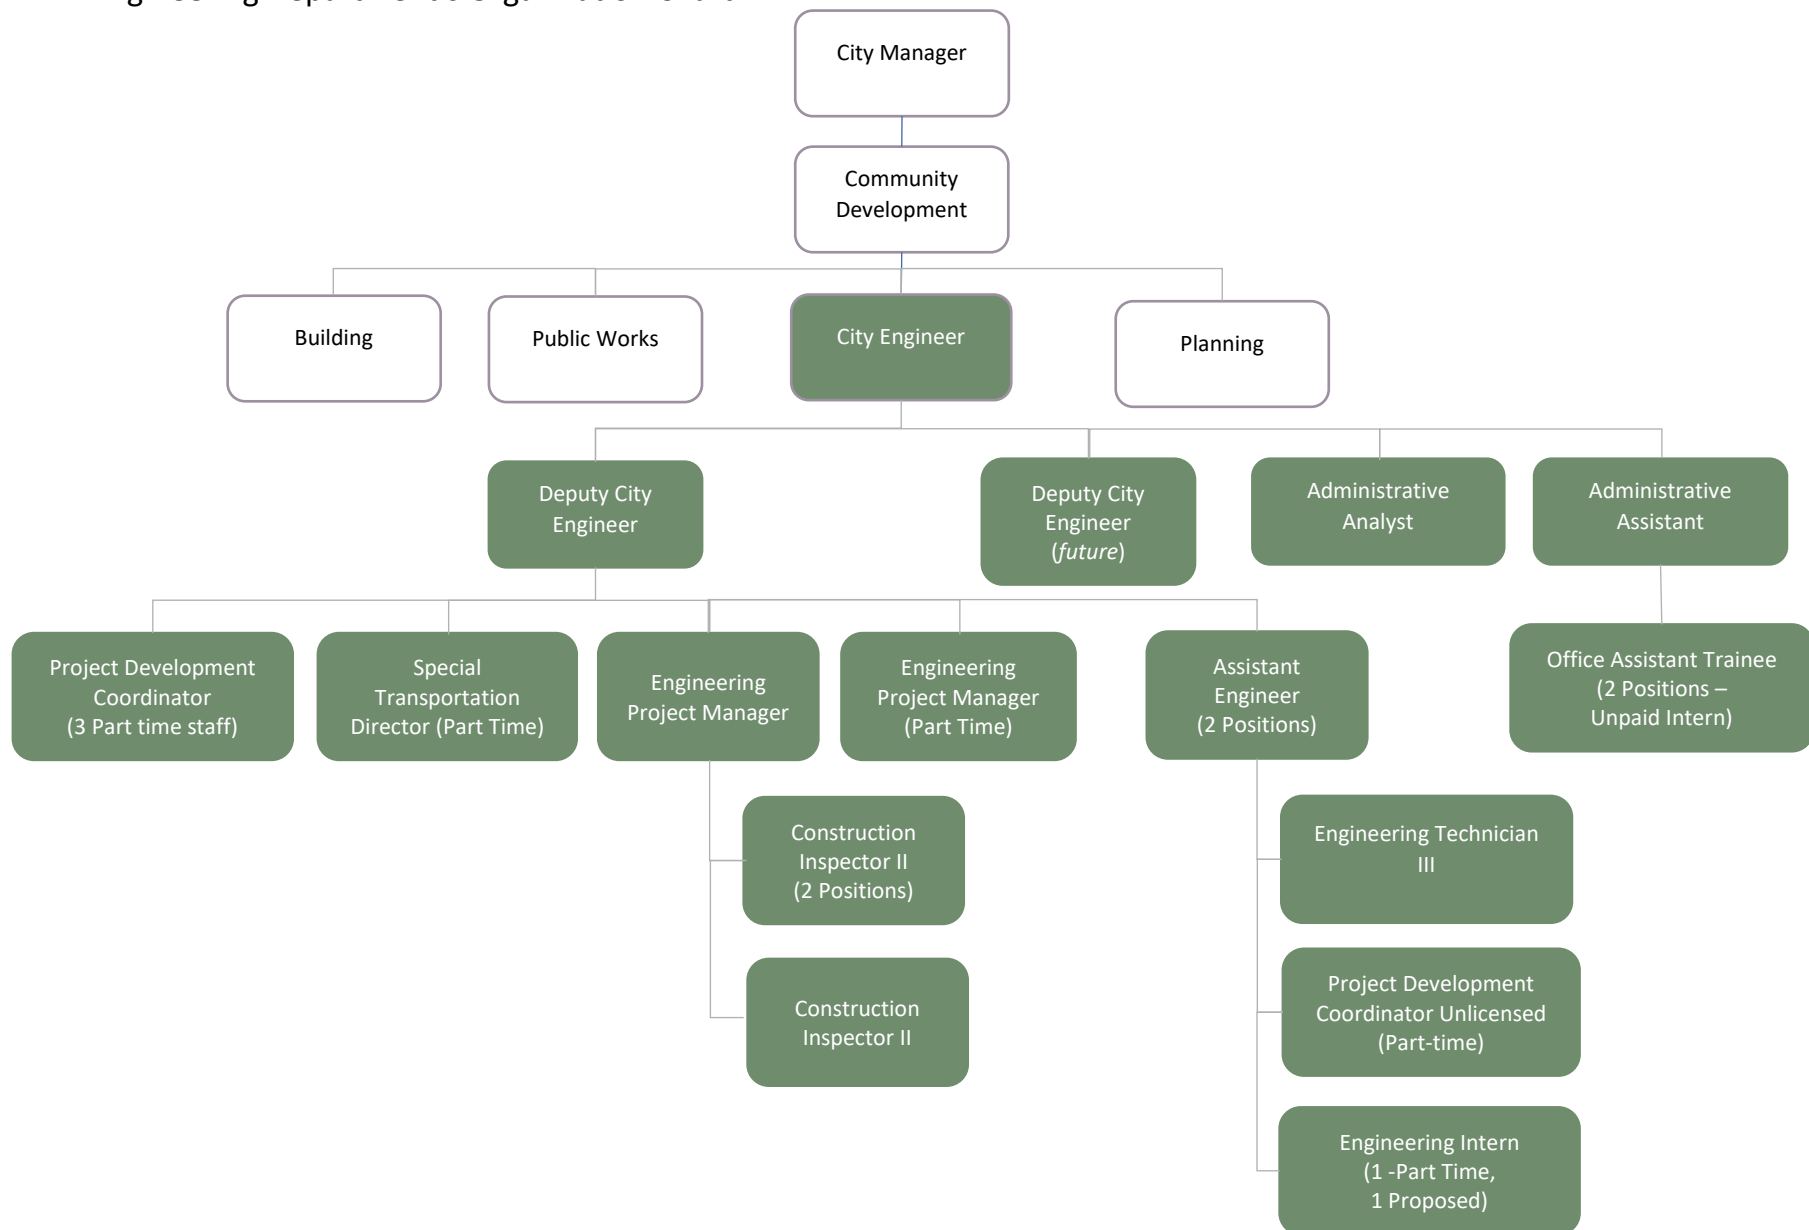 City Manager
Community
Development
Building
Public Works
City Engineer
Planning
Deputy City
Engineer
Deputy City
Engineer
(future)
Administrative
Analyst
Administrative
Assistant
Project Development
Coordinator
(3 Part time staff)
Special
Transportation
Director (Part Time)
Engineering
Project Manager
Engineering
Project Manager
(Part Time)
Assistant
Engineer
(2 Positions)
Office Assistant Trainee
(2 Positions –
Unpaid Intern)
Construction
Inspector II
(2 Positions)
Engineering Technician
III
Construction
Inspector II
Project Development
Coordinator Unlicensed
(Part-time)
Engineering Intern
(1 -Part Time,
1 Proposed)